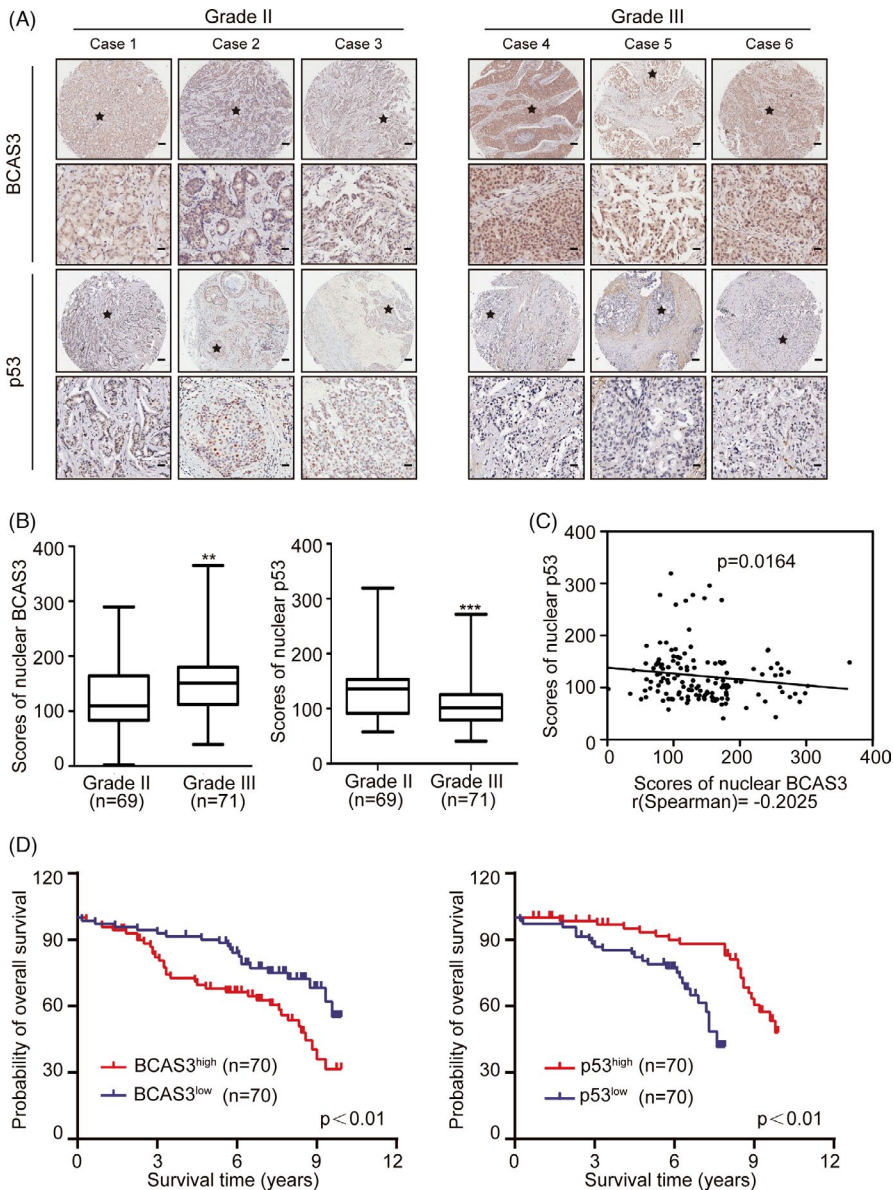 (A)
Grade II
Grade III
Case 1
Case 2
Case 3
Case 4
Case 5
Case 6
BCAS3
p53
(B)
Scores of nuclear BCAS3
400
300
200
100
0
**
Grade II
(n=69)
Grade III
(n=71)
Scores of nuclear p53
400
300
200
100
0
***
Grade II
(n=69)
Grade III
(n=71)
(C)
Scores of nuclear p53
400
300
200
100
0
p=0.0164
0 100 200 300 400
Scores of nuclear BCAS3
r(Spearman)= -0.2025
(D)
Probability of overall survival
120
90
60
30
0
BCAS3high (n=70)
BCAS3low (n=70)
p<0.01
0 3 6 9 12
Survival time (years)
Probability of overall survival
120
90
60
30
0
p53high (n=70)
p53low (n=70)
p<0.01
0 3 6 9 12
Survival time (years)